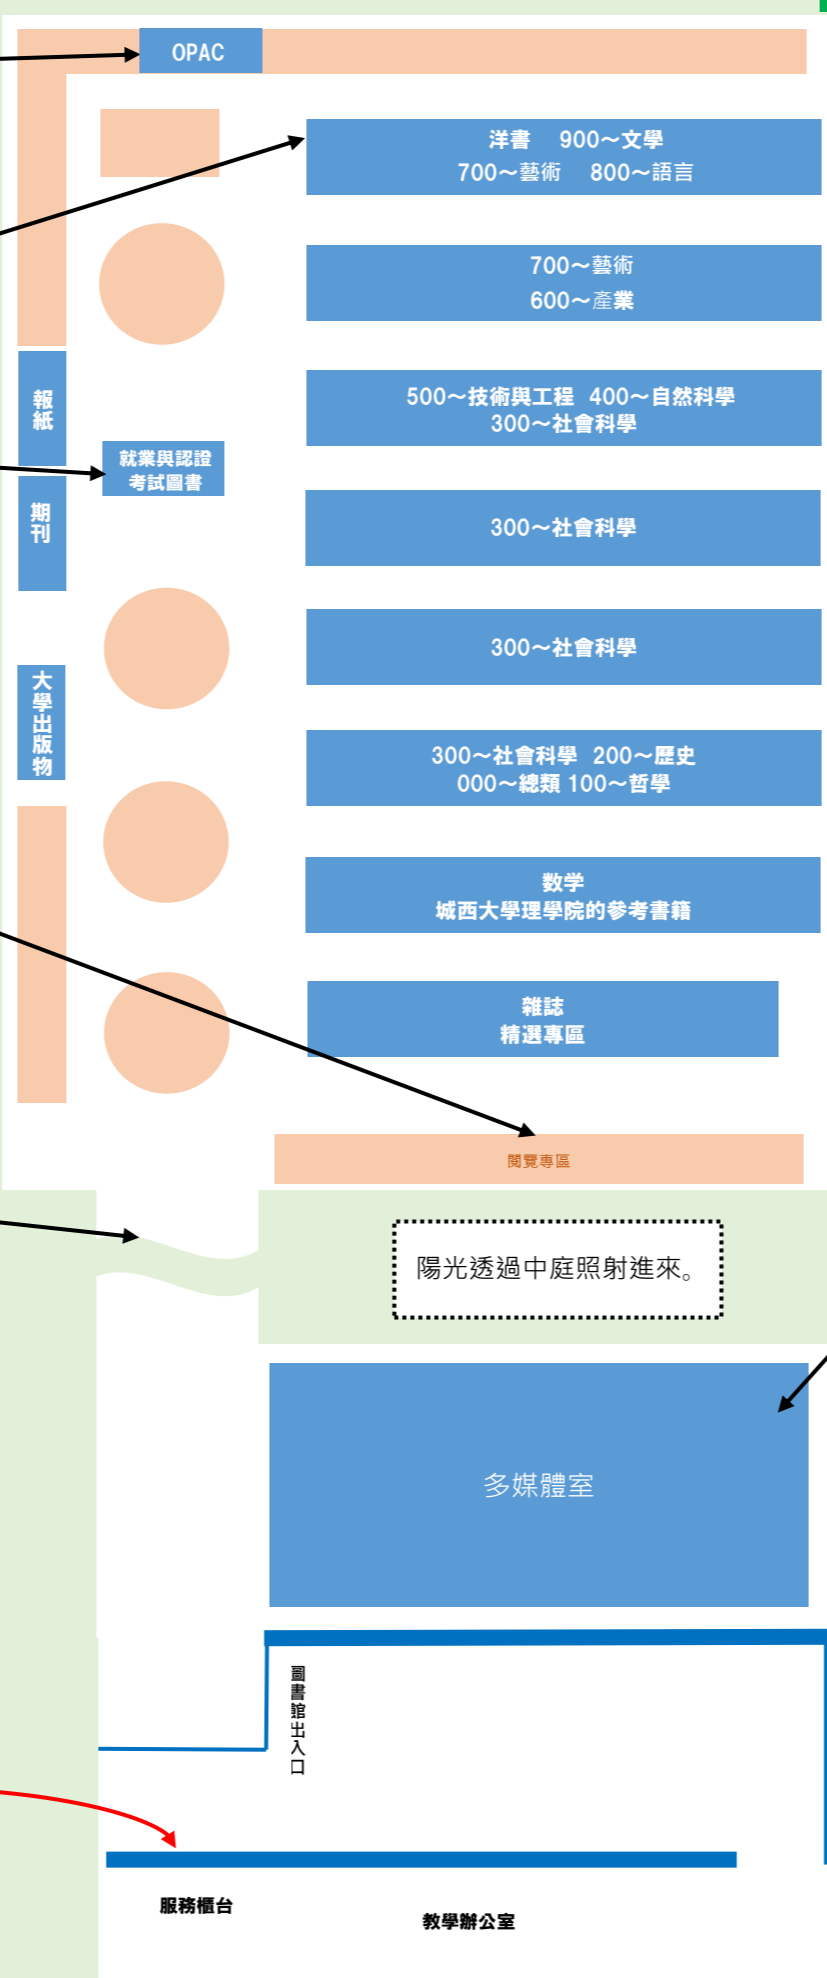 OPAC
洋書 900～文學
700～藝術 800～語言
700～藝術
600～產業
報紙
500～技術與工程 400～自然科學
300～社會科學
就業與認證
考試圖書
期刊
300～社會科學
300～社會科學
大學出版物
300～社會科學 200～歷史
000～總類 100～哲學
数学
城西大學理學院的參考書籍
雜誌
精選專區
閱覽專區
陽光透過中庭照射進來。
多媒體室
圖書館出入口
服務櫃台
教學辦公室